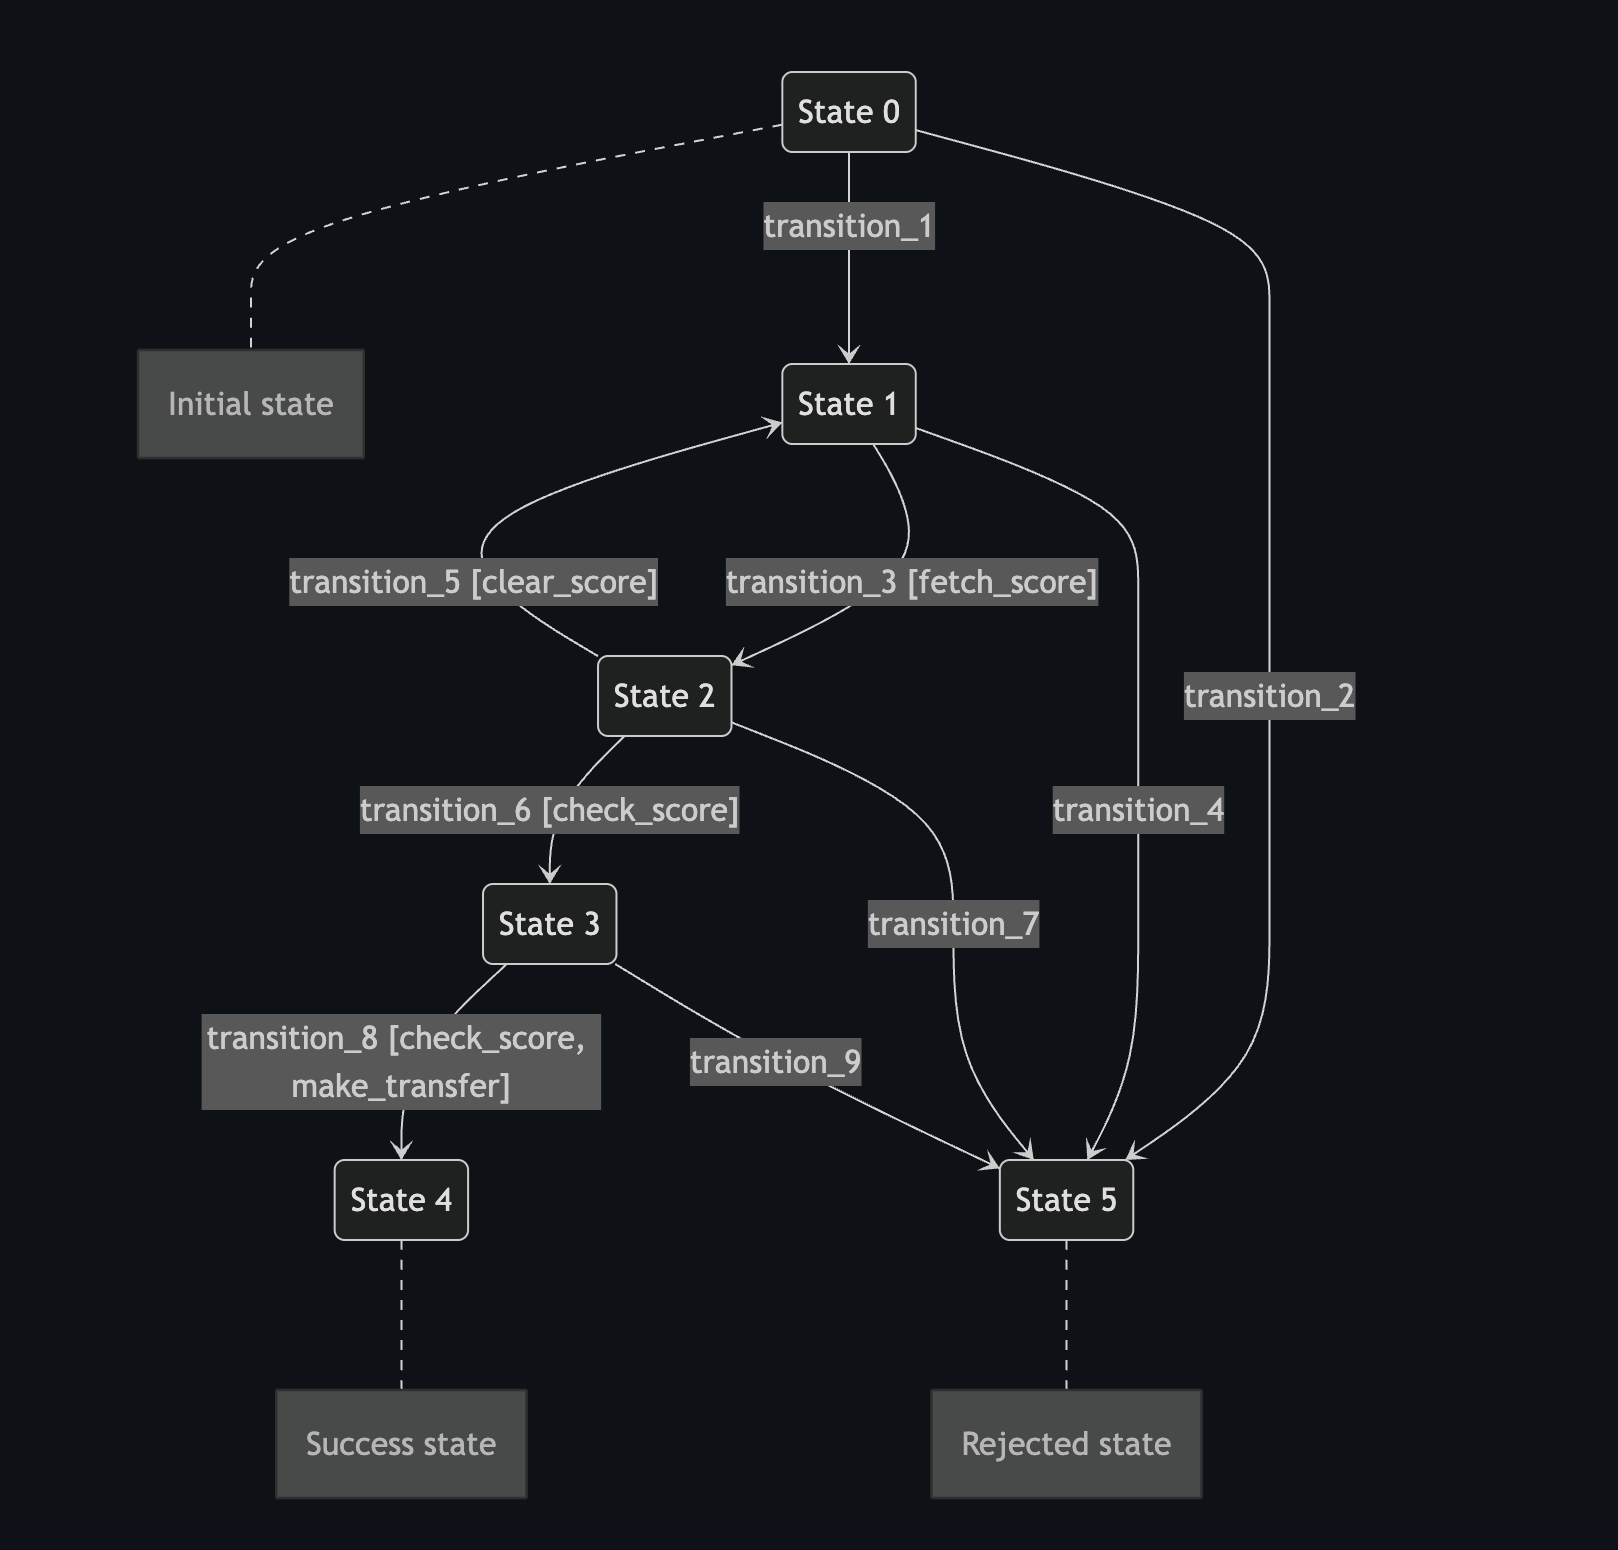 State 0
transition_1
Initial state
State 1
transition_5 [clear_score]
transition_3 [fetch_score]
State 2
transition_2
transition_6 [check_score]
transition_4
State 3
transition_7
transition_8 [check_score,
make_transfer]
transition_9
State 4
State 5
Success state
Rejected state